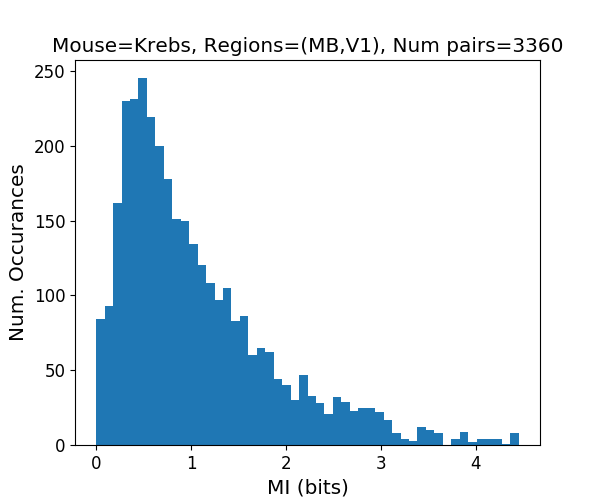 Mouse=Krebs, Regions=(MB,V1), Num pairs=3360
Num. Occurances
250
200
150
100
50
0
0 1 2 3 4
MI (bits)